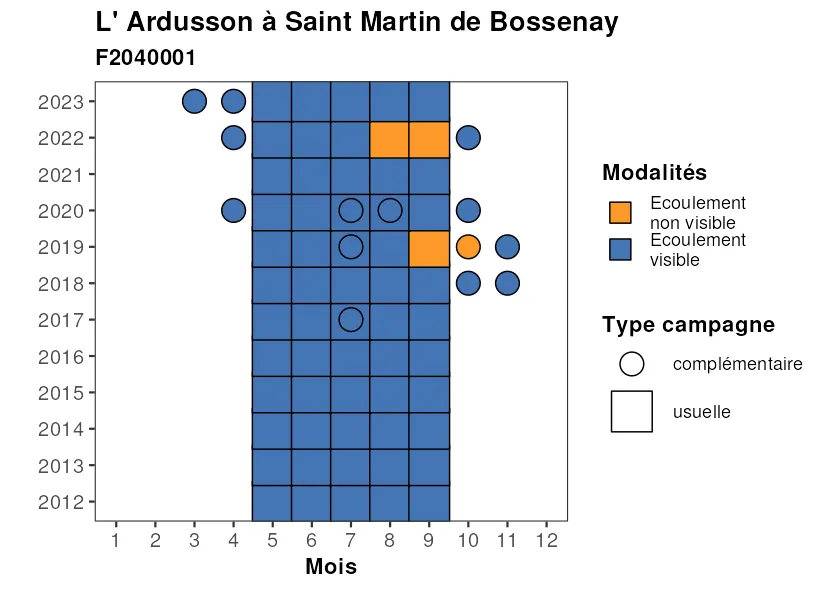 L' Ardusson à Saint Martin de Bossenay
F2040001
2023
2022
2021
2020
2019
2018
2017
2016
2015
2014
2013
2012
1 2 3 4 5 6 7 8 9 10 11 12
Mois
Modalités
Ecoulement
non visible
Ecoulement
visible
Type campagne
complémentaire
usuelle